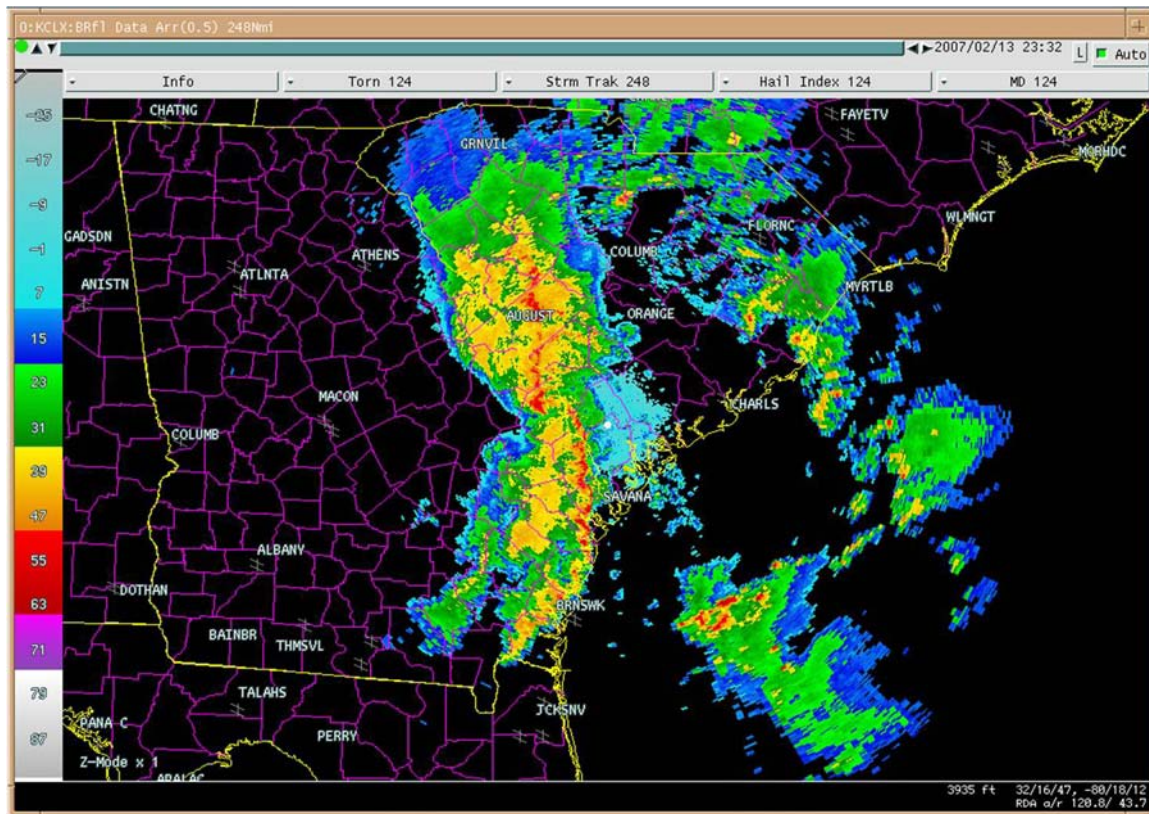 0:KCLX:BRfl Data Arr(0.5) 248Nmi
2007/02/13 23:32 L Auto
- Info - Torn 124 - Strm Trak 248 - Hail Index 124 - MD 124
-25
-17
-9
-1
7
15
23
31
39
47
55
63
71
79
87
CHATNG
FAYETV
GRNVIL
MORHDC
WLMNGT
GADSDN
FLORNC
COLUMB
ATHENS
ATLNTA
ANISTN
MYRTLB
AUGUST
ORANGE
MACON
CHARLS
COLUMB
SAVANA
ALBANY
DOTHAN
BRNSWK
BAINBR
THMSVL
TALAHS
JCKSNV
PANA C
PERRY
Z-Mode x 1
APALAC
3935 ft 32/16/47, -80/18/12
RDA a/r 120.8/ 43.7